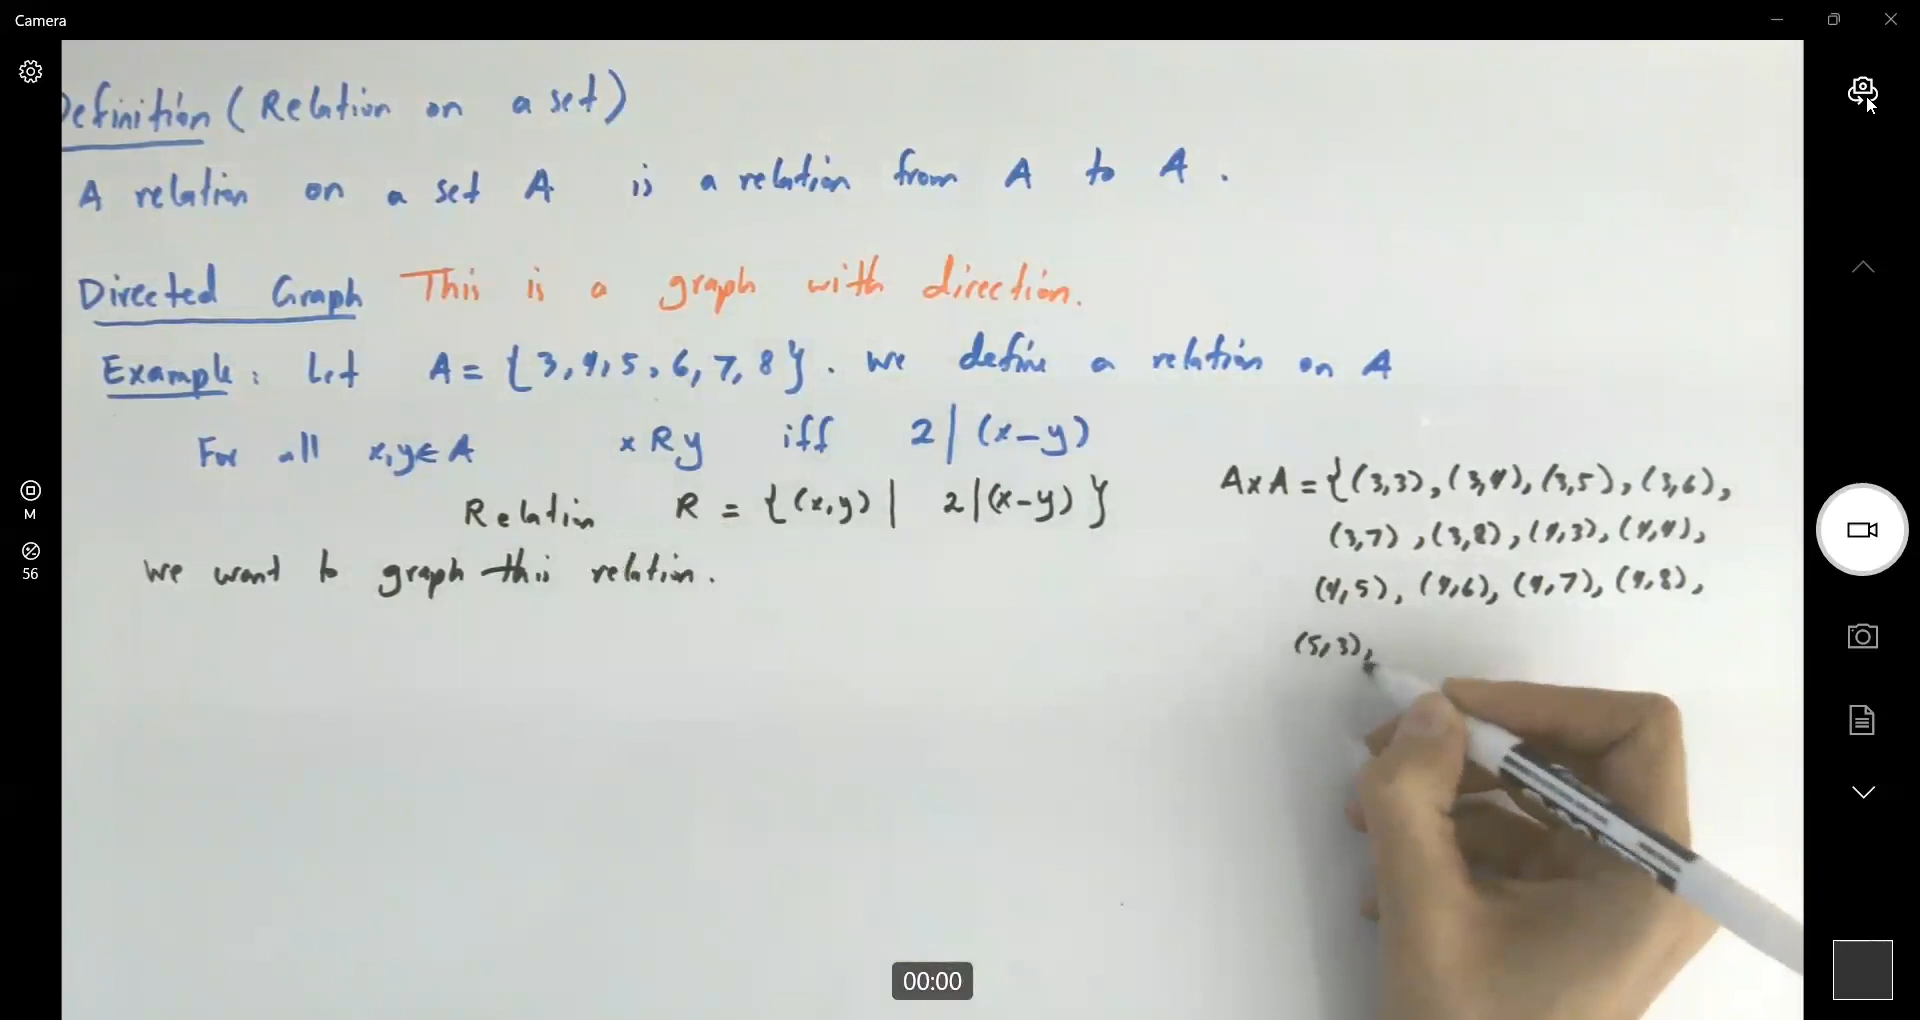 Camera
Definition (Relation on a set)
A relation on a set A is a relation from A to A.
Directed Graph This is a graph with direction.
Example: Let A = {3,4,5,6,7,8}. We define a relation on A
For all x,y∈A x R y iff 2|(x-y)
Relation R = {(x,y) | 2|(x-y)}
We want to graph this relation.
A×A = {(3,3),(3,4),(3,5),(3,6),
(3,7),(3,8),(4,3),(4,4),
(4,5),(4,6),(4,7),(4,8),
(5,3),
M
56
00:00